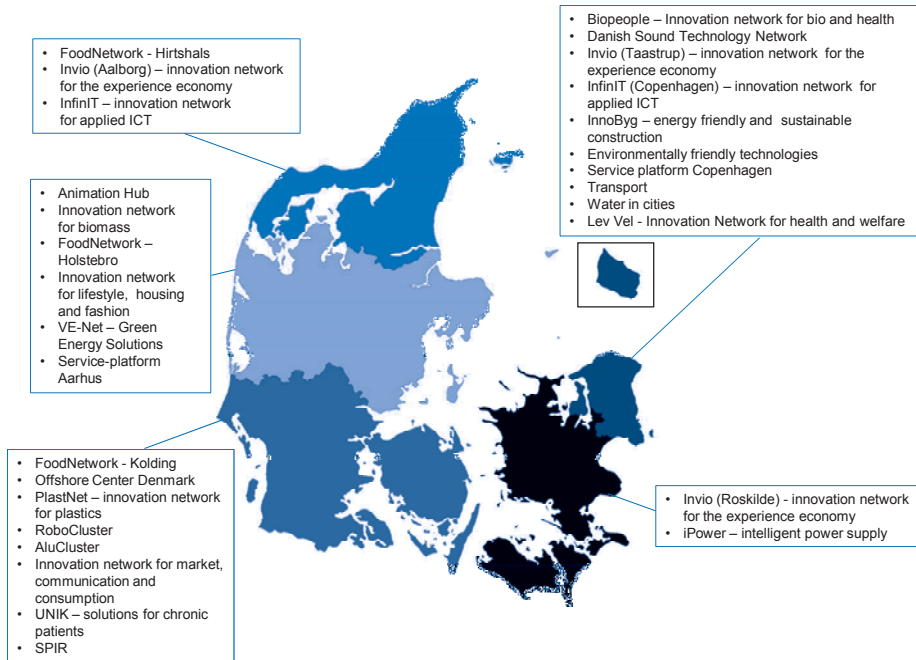 • FoodNetwork - Hirtshals
• Invio (Aalborg) – innovation network
for the experience economy
• InfinIT – innovation network
for applied ICT
• Biopeople – Innovation network for bio and health
• Danish Sound Technology Network
• Invio (Taastrup) – innovation network for the
experience economy
• InfinIT (Copenhagen) – innovation network for
applied ICT
• InnoByg – energy friendly and sustainable
construction
• Environmentally friendly technologies
• Service platform Copenhagen
• Transport
• Water in cities
• Lev Vel - Innovation Network for health and welfare
• Animation Hub
• Innovation network
for biomass
• FoodNetwork –
Holstebro
• Innovation network
for lifestyle, housing
and fashion
• VE-Net – Green
Energy Solutions
• Service-platform
Aarhus
• FoodNetwork - Kolding
• Offshore Center Denmark
• PlastNet – innovation network
for plastics
• RoboCluster
• AluCluster
• Innovation network for market,
communication and
consumption
• UNIK – solutions for chronic
patients
• SPIR
• Invio (Roskilde) - innovation network
for the experience economy
• iPower – intelligent power supply